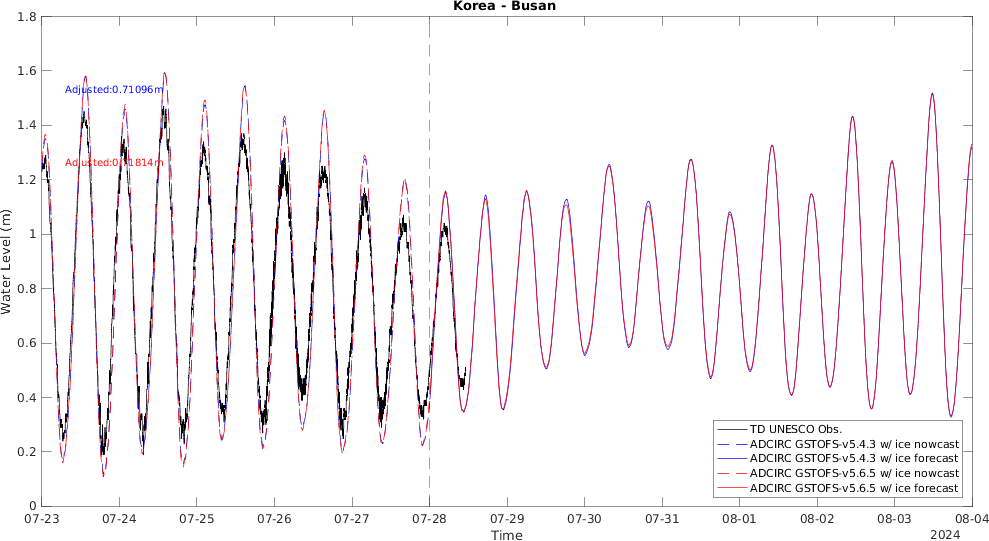 Korea - Busan
1.8
1.6
1.4
1.2
1
0.8
0.6
0.4
0.2
0
Water Level (m)
Adjusted:0.71096m
TD UNESCO Obs.
ADCIRC GSTOFS-v5.4.3 w/ ice nowcast
ADCIRC GSTOFS-v5.4.3 w/ ice forecast
ADCIRC GSTOFS-v5.6.5 w/ ice nowcast
ADCIRC GSTOFS-v5.6.5 w/ ice forecast
07-23 07-24 07-25 07-26 07-27 07-28 07-29 07-30 07-31 08-01 08-02 08-03 08-04
Time
2024